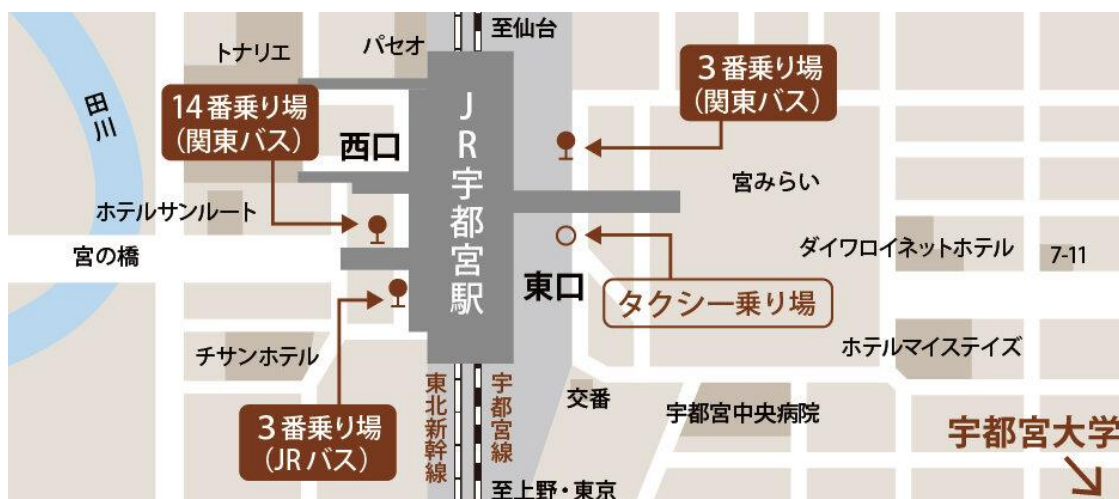 至仙台
トナリエ
パセオ
3番乗り場
(関東バス)
14番乗り場
(関東バス)
田川
西口
JR宇都宮駅
宮みらい
ホテルサンルート
宮の橋
ダイワロイネットホテル
7-11
東口
タクシー乗り場
チサンホテル
ホテルマイステイズ
3番乗り場
(JRバス)
東北新幹線
宇都宮線
交番
宇都宮中央病院
宇都宮大学
至上野・東京